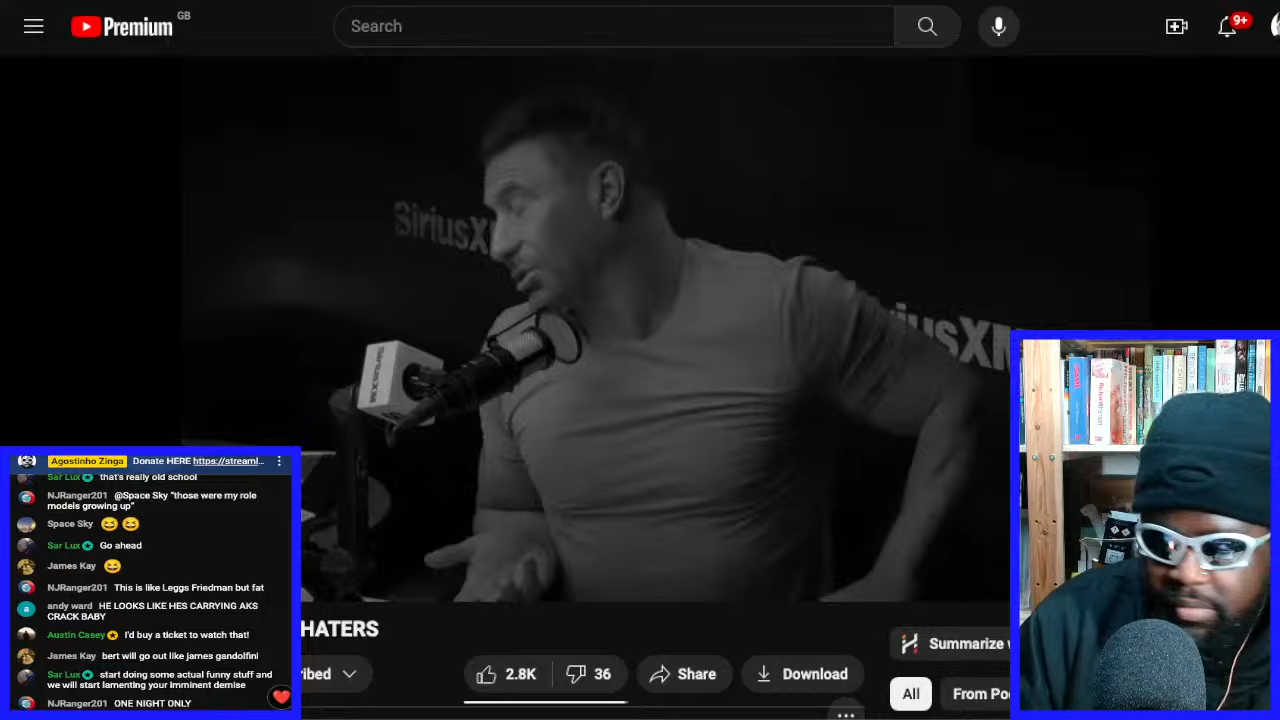 Premium GB
Search
9+
SiriusX
SIRIUSXM
iusXM
Agostinho Zinga Donate HERE https://streaml...
Sar Lux that's really old school
NJRanger201 @Space Sky “those were my role
models growing up”
Space Sky 😆 😆
Sar Lux Go ahead
James Kay 😆
NJRanger201 This is like Leggs Friedman but fat
andy ward HE LOOKS LIKE HES CARRYING AKS
CRACK BABY
Austin Casey I'd buy a ticket to watch that!
James Kay bert will go out like james gandolfini
Sar Lux start doing some actual funny stuff and
we will start lamenting your imminent demise
NJRanger201 ONE NIGHT ONLY
HATERS
ribed
2.8K
36
Share
Download
Summarize
All
From Po